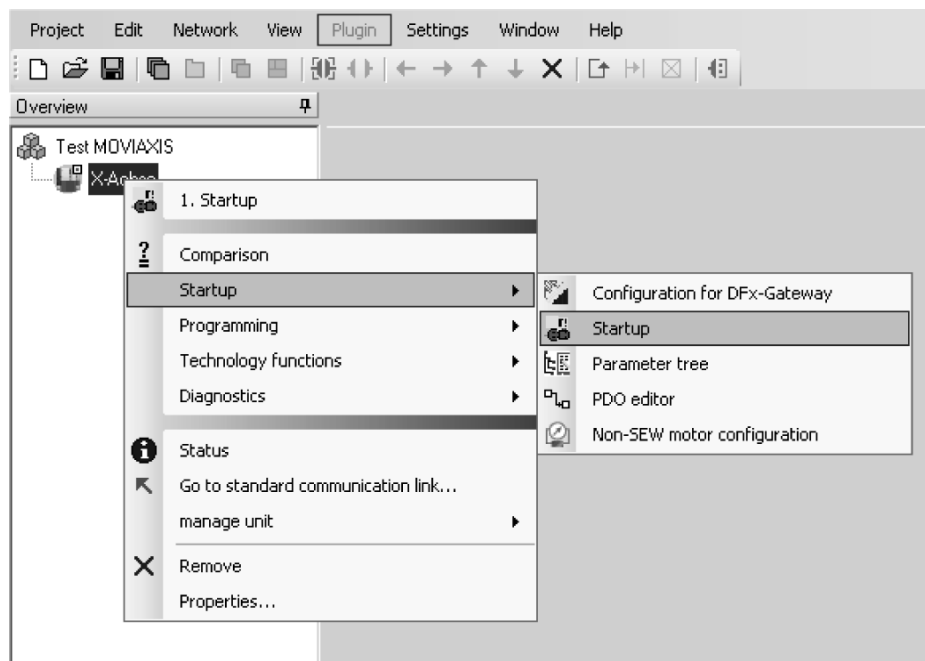 Project Edit Network View Plugin Settings Window Help
Overview
Test MOVIAXIS
1. Startup
Comparison
Startup
Programming
Technology functions
Diagnostics
Status
Go to standard communication link...
manage unit
Remove
Properties...
Configuration for DFx-Gateway
Startup
Parameter tree
PDO editor
Non-SEW motor configuration